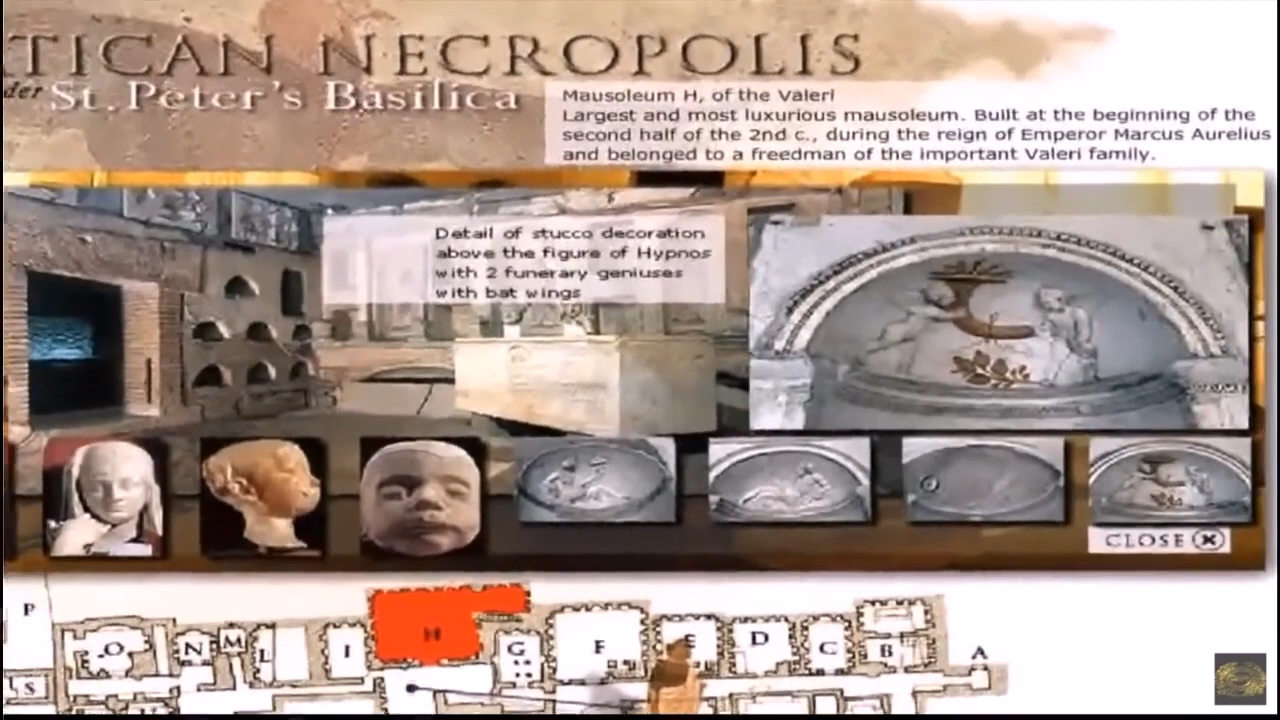 TICAN NECROPOLIS
der St. Peter's Basilica
Mausoleum H, of the Valeri
Largest and most luxurious mausoleum. Built at the beginning of the
second half of the 2nd c., during the reign of Emperor Marcus Aurelius
and belonged to a freedman of the important Valeri family.
Detail of stucco decoration
above the figure of Hypnos
with 2 funerary geniuses
with bat wings
CLOSE
P
O
N
M
L
I
H
G
F
E
D
C
B
A
S